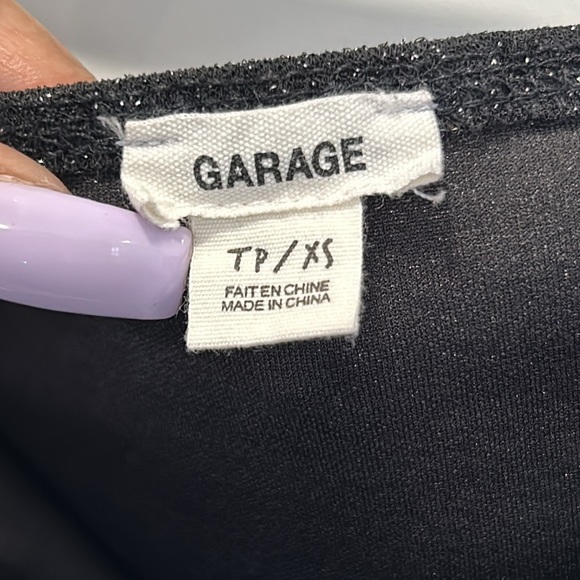 GARAGE
TP/XS
FAIT EN CHINE
MADE IN CHINA